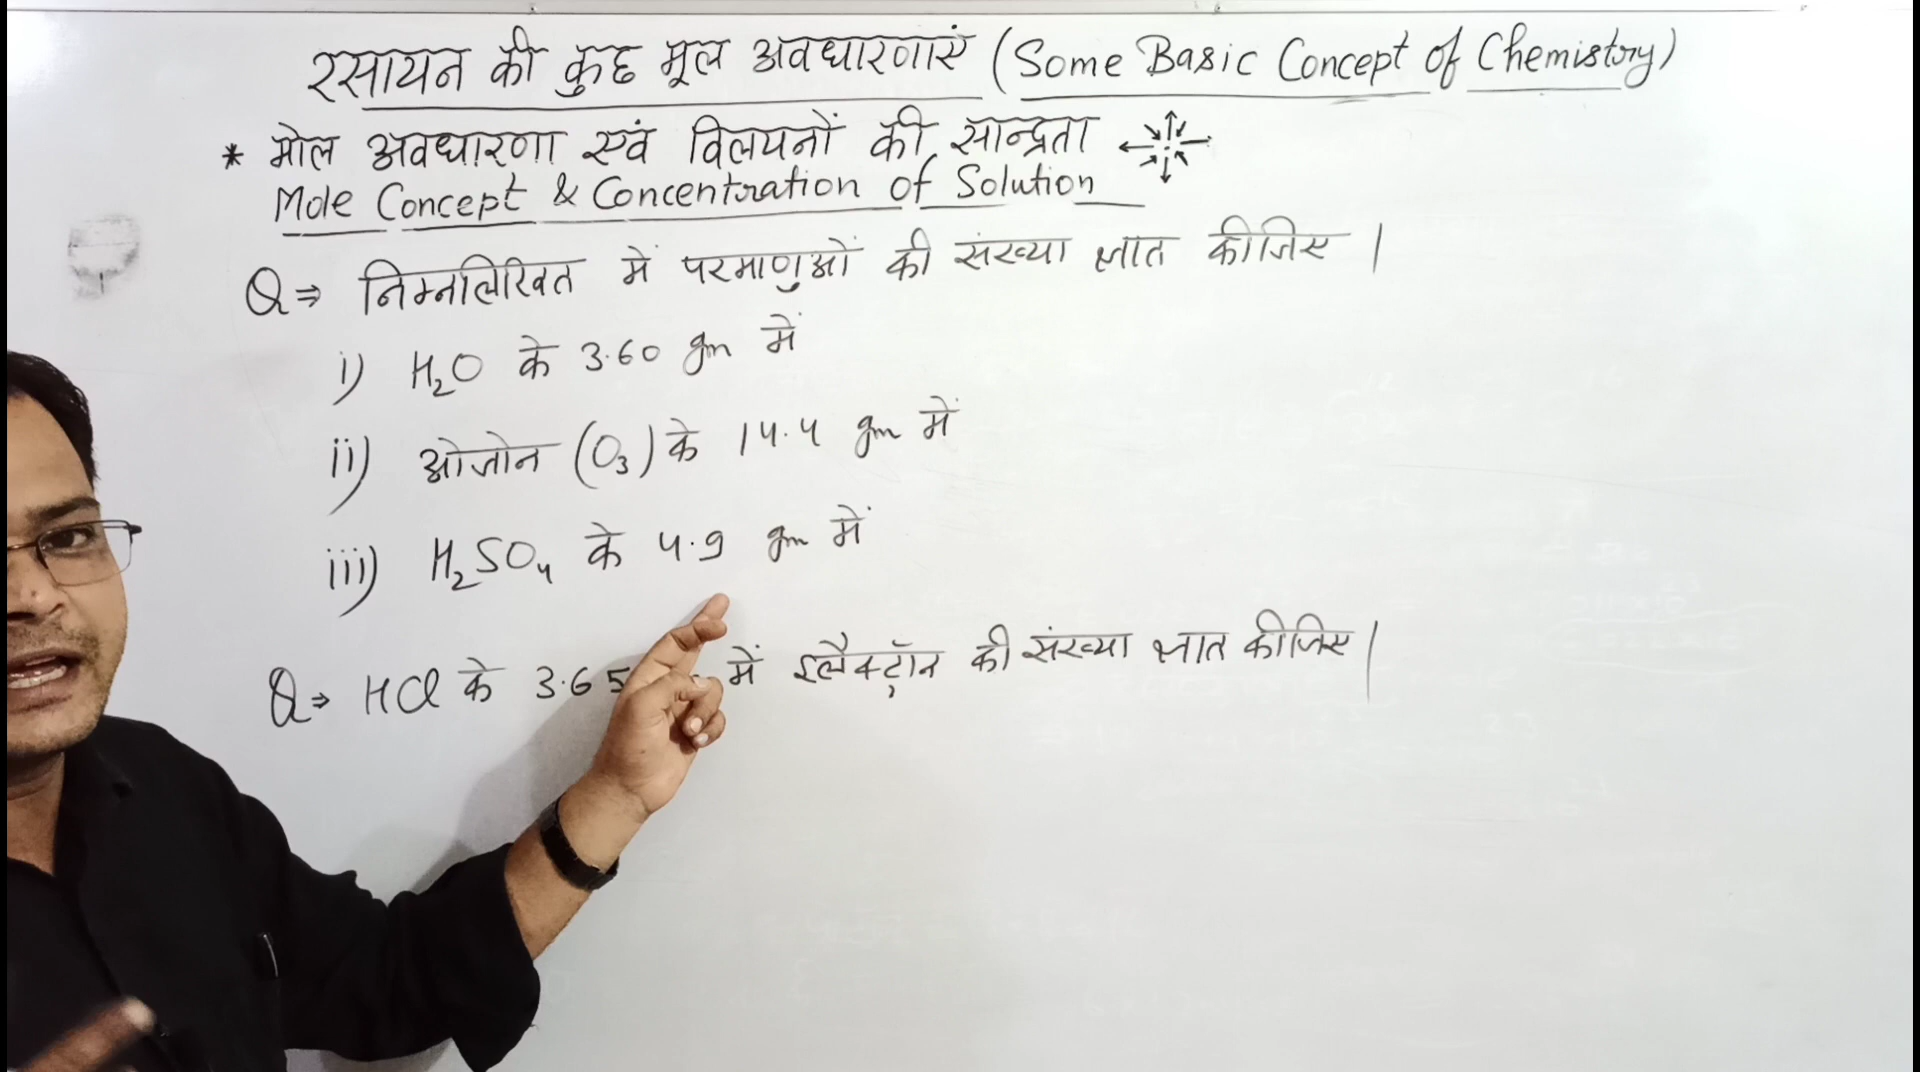 रसायन की कुछ मूल अवधारणाएं (Some Basic Concept of Chemistry)
* मोल अवधारणा एवं विलयनों की सान्द्रता
Mole Concept & Concentration of Solution
Q⇒ निम्नलिखित में परमाणुओं की संख्या ज्ञात कीजिए |
i) H₂O के 3.60 gm में
ii) ओजोन (O₃) के 14.4 gm में
iii) H₂SO₄ के 4.9 gm में
Q⇒ HCl के 3.65 में इलैक्ट्रॉन की संख्या ज्ञात कीजिए |